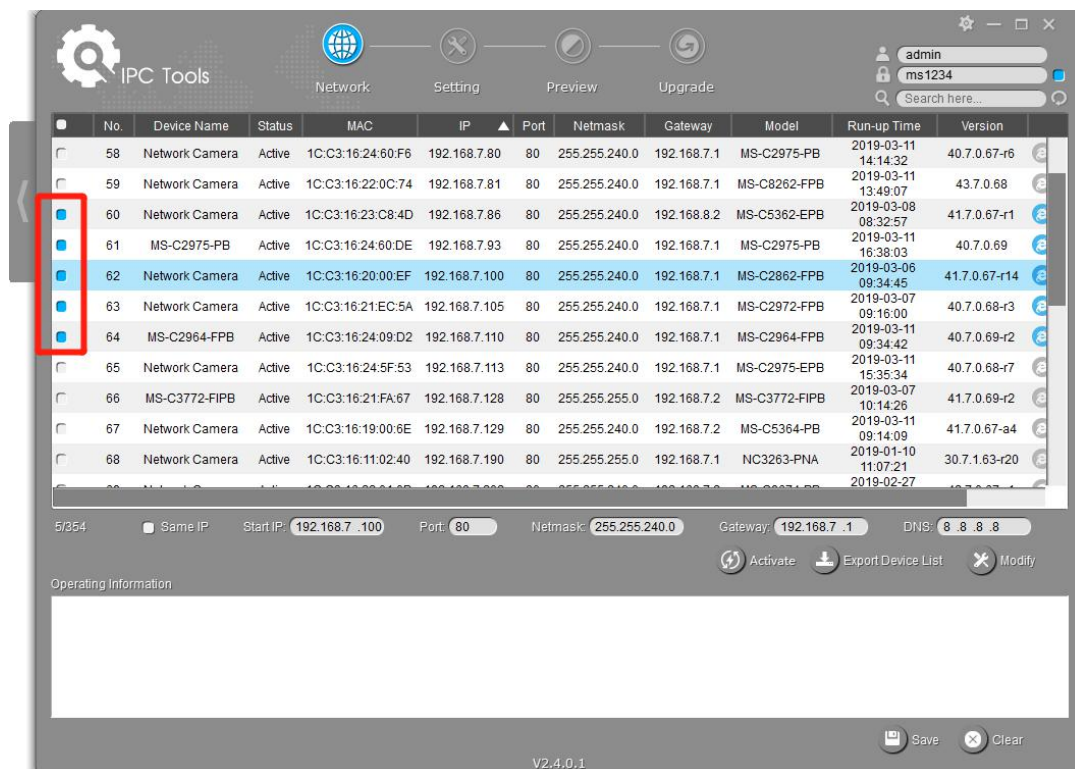 IPC Tools
Network
Setting
Preview
Upgrade
admin
ms1234
Search here...
No. Device Name Status MAC IP Port Netmask Gateway Model Run-up Time Version
58 Network Camera Active 1C:C3:16:24:60:F6 192.168.7.80 80 255.255.240.0 192.168.7.1 MS-C2975-PB 2019-03-11 14:14:32 40.7.0.67-r6
59 Network Camera Active 1C:C3:16:22:0C:74 192.168.7.81 80 255.255.240.0 192.168.7.1 MS-C8262-FPB 2019-03-11 13:49:07 43.7.0.68
60 Network Camera Active 1C:C3:16:23:C8:4D 192.168.7.86 80 255.255.240.0 192.168.8.2 MS-C5362-EPB 2019-03-08 08:32:57 41.7.0.67-r1
61 MS-C2975-PB Active 1C:C3:16:24:60:DE 192.168.7.93 80 255.255.240.0 192.168.7.1 MS-C2975-PB 2019-03-11 16:38:03 40.7.0.69
62 Network Camera Active 1C:C3:16:20:00:EF 192.168.7.100 80 255.255.240.0 192.168.7.1 MS-C2862-FPB 2019-03-06 09:34:45 41.7.0.67-r14
63 Network Camera Active 1C:C3:16:21:EC:5A 192.168.7.105 80 255.255.240.0 192.168.7.1 MS-C2972-FPB 2019-03-07 09:16:00 40.7.0.68-r3
64 MS-C2964-FPB Active 1C:C3:16:24:09:D2 192.168.7.110 80 255.255.240.0 192.168.7.1 MS-C2964-FPB 2019-03-11 09:34:42 40.7.0.69-r2
65 Network Camera Active 1C:C3:16:24:5F:53 192.168.7.113 80 255.255.240.0 192.168.7.1 MS-C2975-EPB 2019-03-11 15:35:34 40.7.0.68-r7
66 MS-C3772-FIPB Active 1C:C3:16:21:FA:67 192.168.7.128 80 255.255.255.0 192.168.7.2 MS-C3772-FIPB 2019-03-07 10:14:26 41.7.0.69-r2
67 Network Camera Active 1C:C3:16:19:00:6E 192.168.7.129 80 255.255.240.0 192.168.7.2 MS-C5364-PB 2019-03-11 09:14:09 41.7.0.67-a4
68 Network Camera Active 1C:C3:16:11:02:40 192.168.7.190 80 255.255.255.0 192.168.7.1 NC3263-PNA 2019-01-10 11:07:21 30.7.1.63-r20
2019-02-27
5/354 Same IP Start IP: 192.168.7 .100 Port: 80 Netmask: 255.255.240.0 Gateway: 192.168.7 .1 DNS: 8 .8 .8 .8
Activate Export Device List Modify
Operating Information
Save Clear
V2.4.0.1